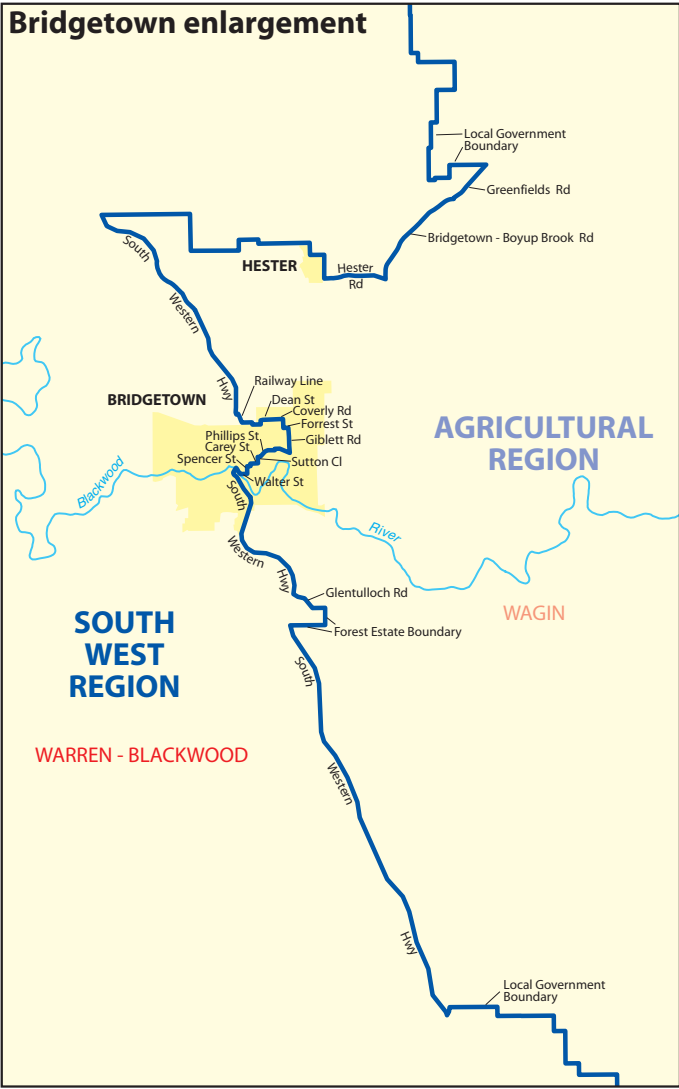 Bridgetown enlargement
Local Government
Boundary
Greenfields Rd
Bridgetown - Boyup Brook Rd
South
HESTER
Hester
Rd
Western
Hwy
Railway Line
BRIDGETOWN
Dean St
Coverly Rd
Forrest St
Phillips St
Giblett Rd
Carey St
Spencer St
Sutton Cl
Walter St
AGRICULTURAL
REGION
Blackwood
South
River
Western
Hwy
Glentulloch Rd
WAGIN
SOUTH
WEST
REGION
Forest Estate Boundary
South
WARREN - BLACKWOOD
Western
Hwy
Local Government
Boundary